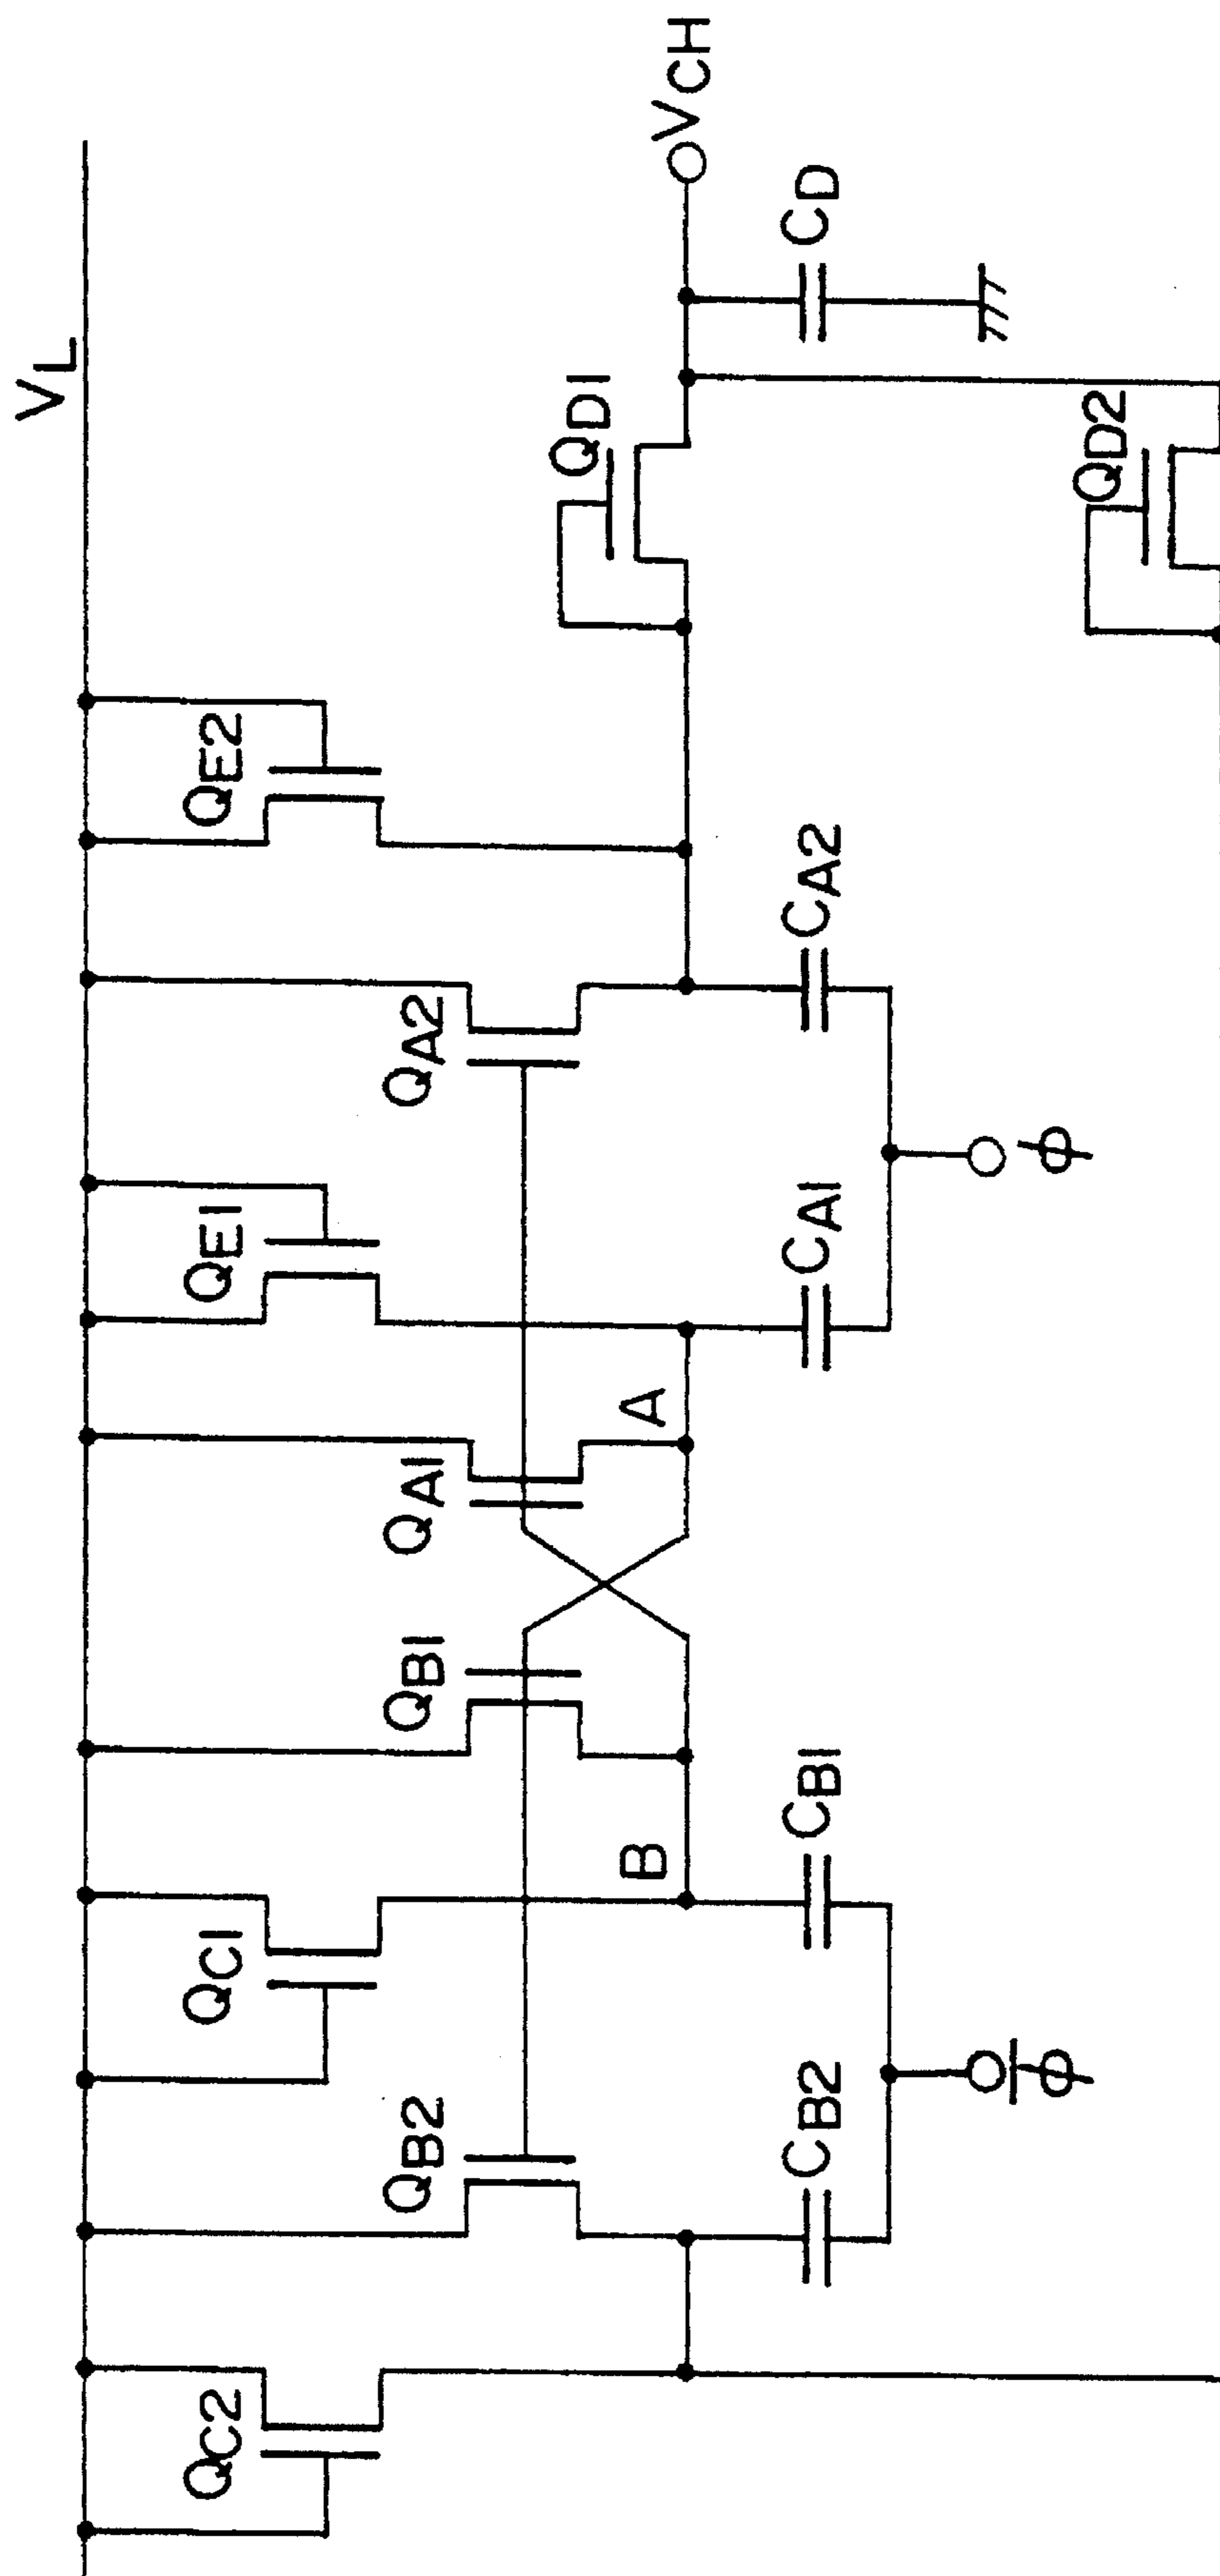 VL
VCH
QC2
QC1
QE1
QE2
QB2
QB1
QA1
QA2
QD1
B
A
CB2
CB1
CA1
CA2
CD
φ̅
φ
QD2